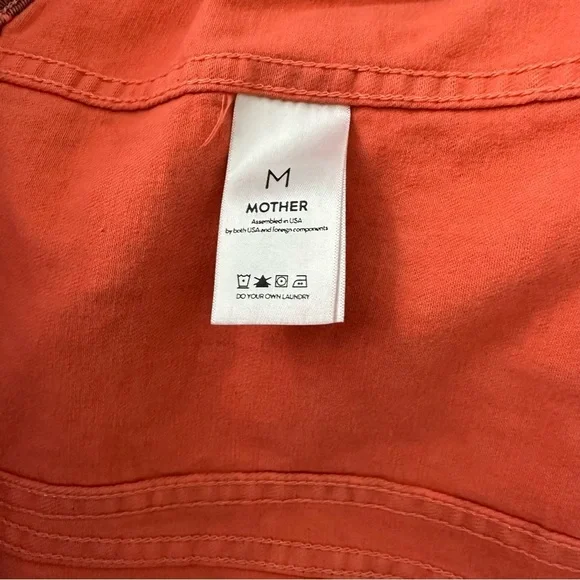 M
MOTHER
Assembled in USA
by both USA and foreign components
DO YOUR OWN LAUNDRY